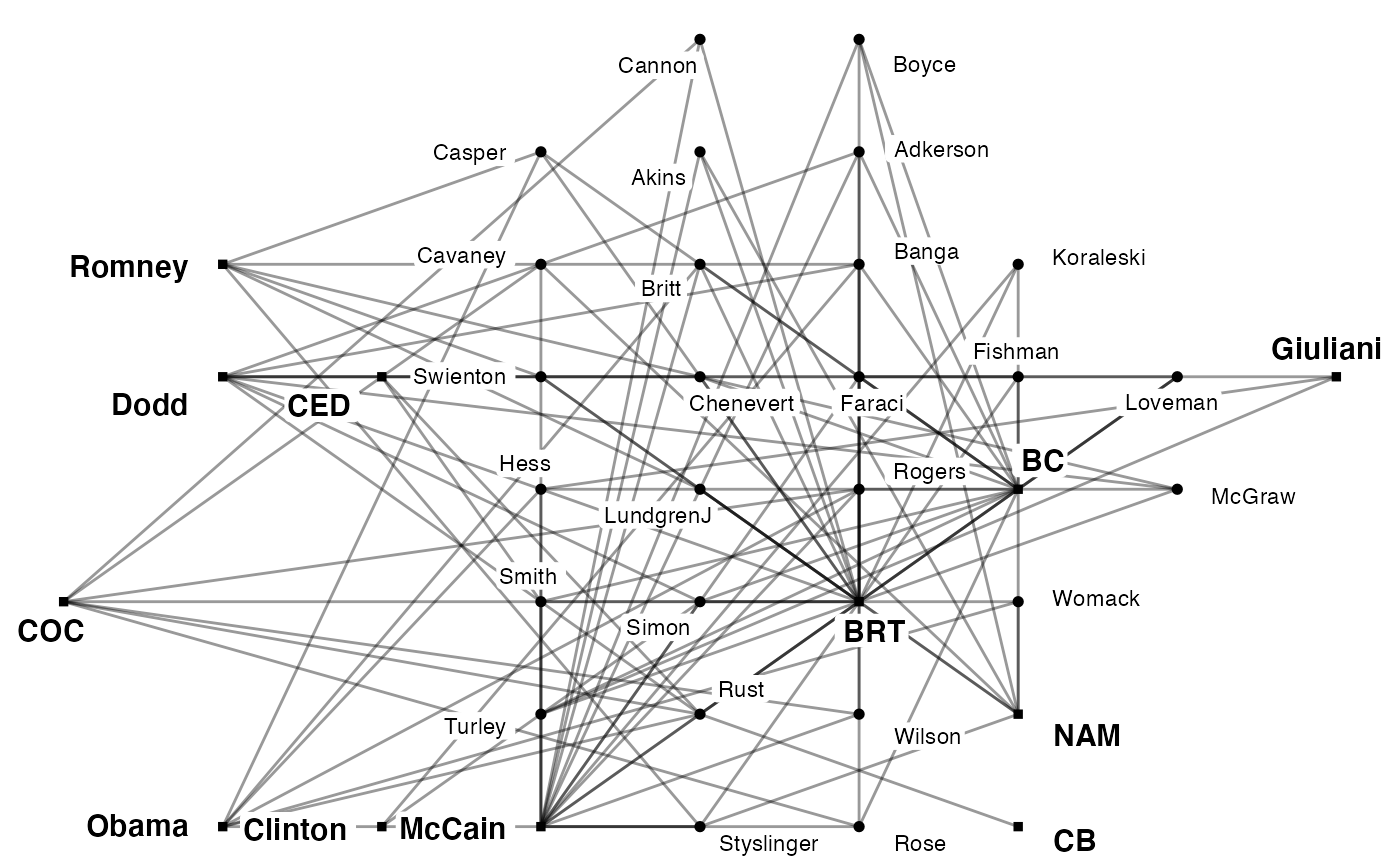 Cannon
Boyce
Casper
Akins
Adkerson
Romney
Cavaney
Britt
Banga
Koraleski
Dodd
CED
Swienton
Chenevert
Faraci
Fishman
Giuliani
Loveman
Hess
LundgrenJ
Rogers
BC
McGraw
COC
Smith
Simon
BRT
Womack
Turley
Rust
Wilson
NAM
Obama
Clinton
McCain
Styslinger
Rose
CB